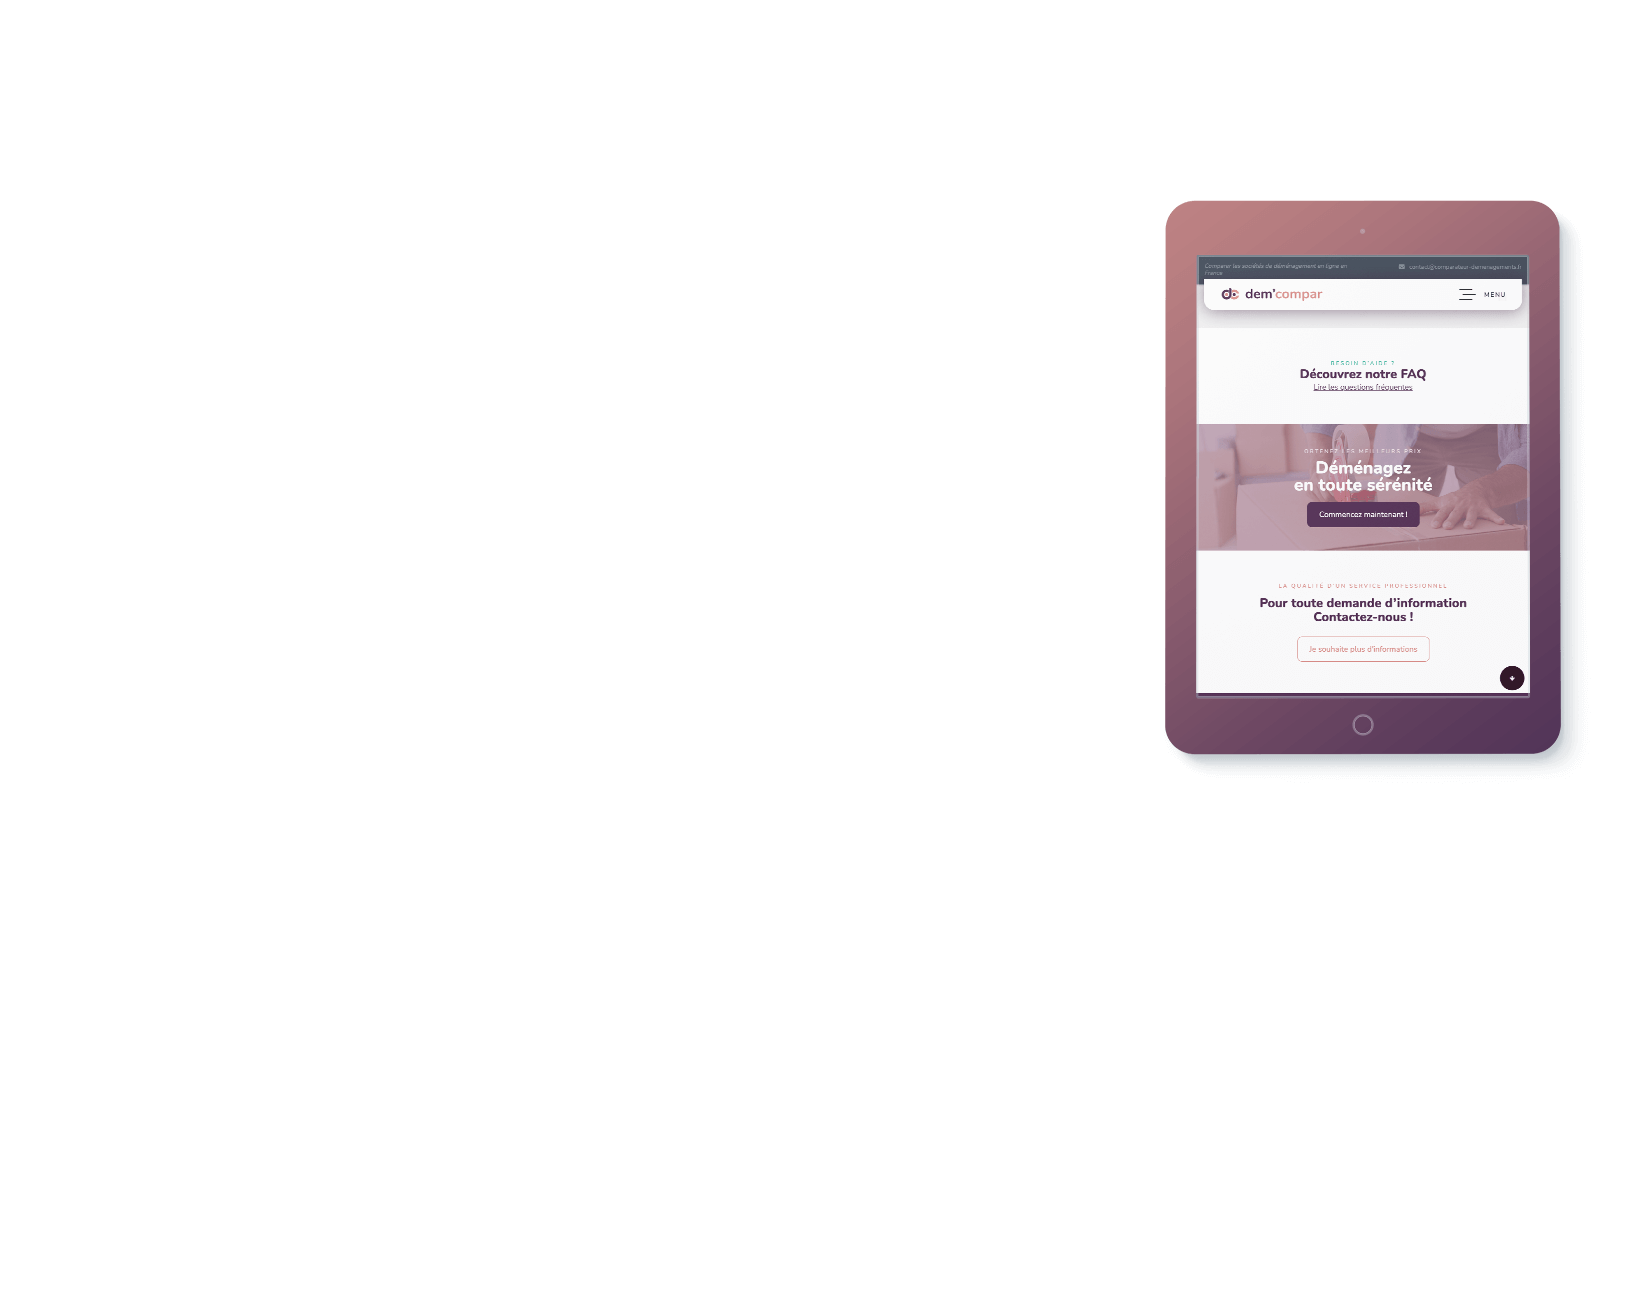 Comparer les sociétés de déménagement en ligne en
France
contact@comparateur-demenagements.fr
dc dem'compar
MENU
BESOIN D'AIDE ?
Découvrez notre FAQ
Lire les questions fréquentes
OBTENEZ LES MEILLEURS PRIX
Déménagez
en toute sérénité
Commencez maintenant !
LA QUALITÉ D'UN SERVICE PROFESSIONNEL
Pour toute demande d'information
Contactez-nous !
Je souhaite plus d'informations